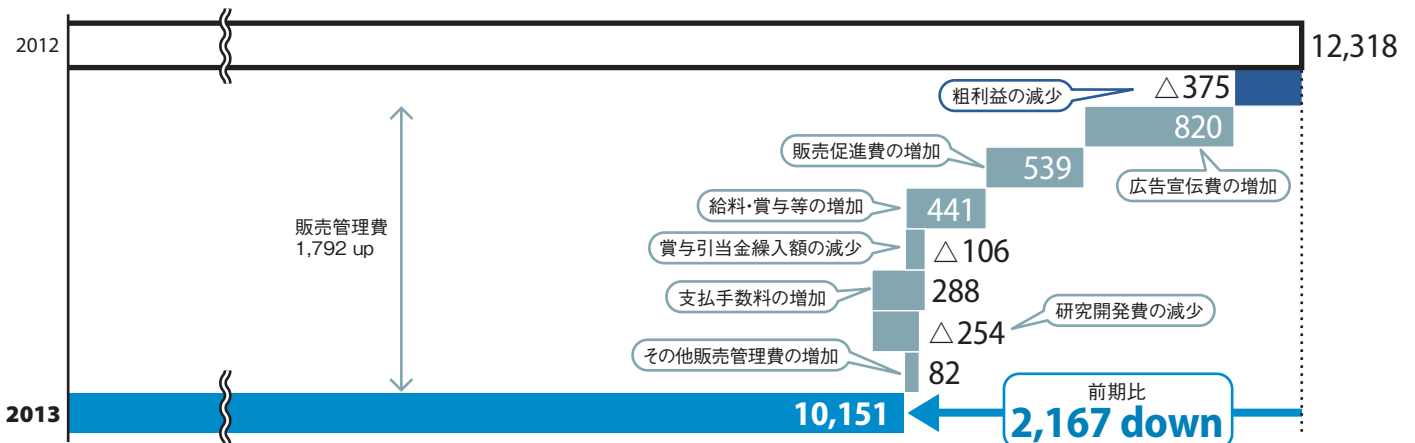 2012
12,318
粗利益の減少
△375
820
広告宣伝費の増加
販売促進費の増加
539
給料・賞与等の増加
441
販売管理費
1,792 up
賞与引当金繰入額の減少
△106
支払手数料の増加
288
△254
研究開発費の減少
その他販売管理費の増加
82
2013
10,151
前期比
2,167 down